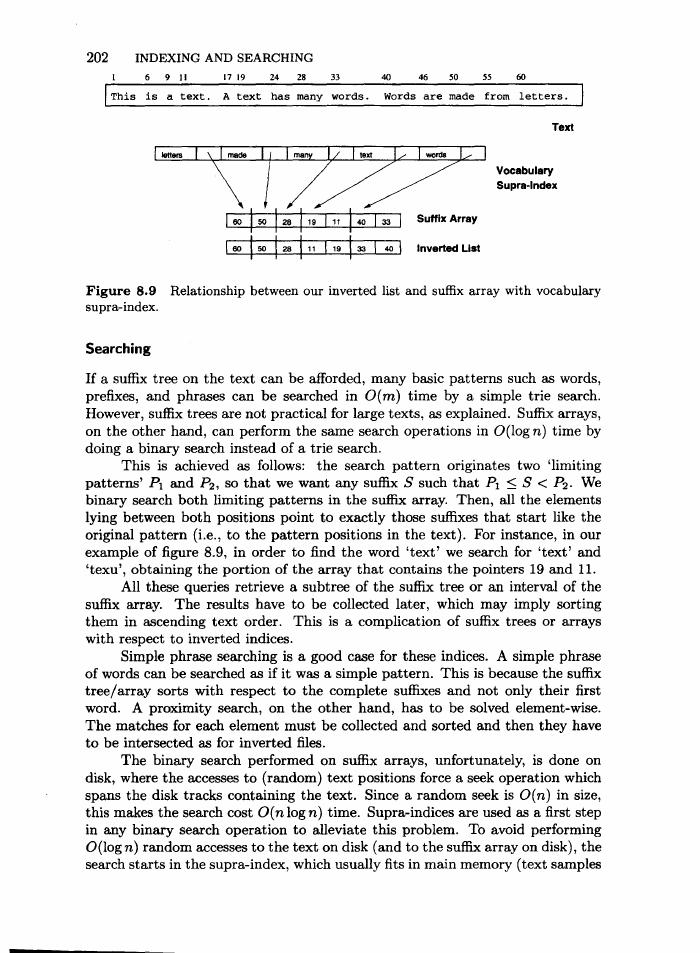 202 INDEXING AND SEARCHING
1 6 9 11 17 19 24 28 33 40 46 50 55 60
This is a text. A text has many words. Words are made from letters.
Text
letters made many text words
Vocabulary
Supra-Index
60 50 28 19 11 40 33 Suffix Array
60 50 28 11 19 33 40 Inverted List
Figure 8.9 Relationship between our inverted list and suffix array with vocabulary
supra-index.
Searching
If a suffix tree on the text can be afforded, many basic patterns such as words,
prefixes, and phrases can be searched in O(m) time by a simple trie search.
However, suffix trees are not practical for large texts, as explained. Suffix arrays,
on the other hand, can perform the same search operations in O(log n) time by
doing a binary search instead of a trie search.
This is achieved as follows: the search pattern originates two 'limiting
patterns' P₁ and P₂, so that we want any suffix S such that P₁ ≤ S < P₂. We
binary search both limiting patterns in the suffix array. Then, all the elements
lying between both positions point to exactly those suffixes that start like the
original pattern (i.e., to the pattern positions in the text). For instance, in our
example of figure 8.9, in order to find the word 'text' we search for 'text' and
'texu', obtaining the portion of the array that contains the pointers 19 and 11.
All these queries retrieve a subtree of the suffix tree or an interval of the
suffix array. The results have to be collected later, which may imply sorting
them in ascending text order. This is a complication of suffix trees or arrays
with respect to inverted indices.
Simple phrase searching is a good case for these indices. A simple phrase
of words can be searched as if it was a simple pattern. This is because the suffix
tree/array sorts with respect to the complete suffixes and not only their first
word. A proximity search, on the other hand, has to be solved element-wise.
The matches for each element must be collected and sorted and then they have
to be intersected as for inverted files.
The binary search performed on suffix arrays, unfortunately, is done on
disk, where the accesses to (random) text positions force a seek operation which
spans the disk tracks containing the text. Since a random seek is O(n) in size,
this makes the search cost O(n log n) time. Supra-indices are used as a first step
in any binary search operation to alleviate this problem. To avoid performing
O(log n) random accesses to the text on disk (and to the suffix array on disk), the
search starts in the supra-index, which usually fits in main memory (text samples